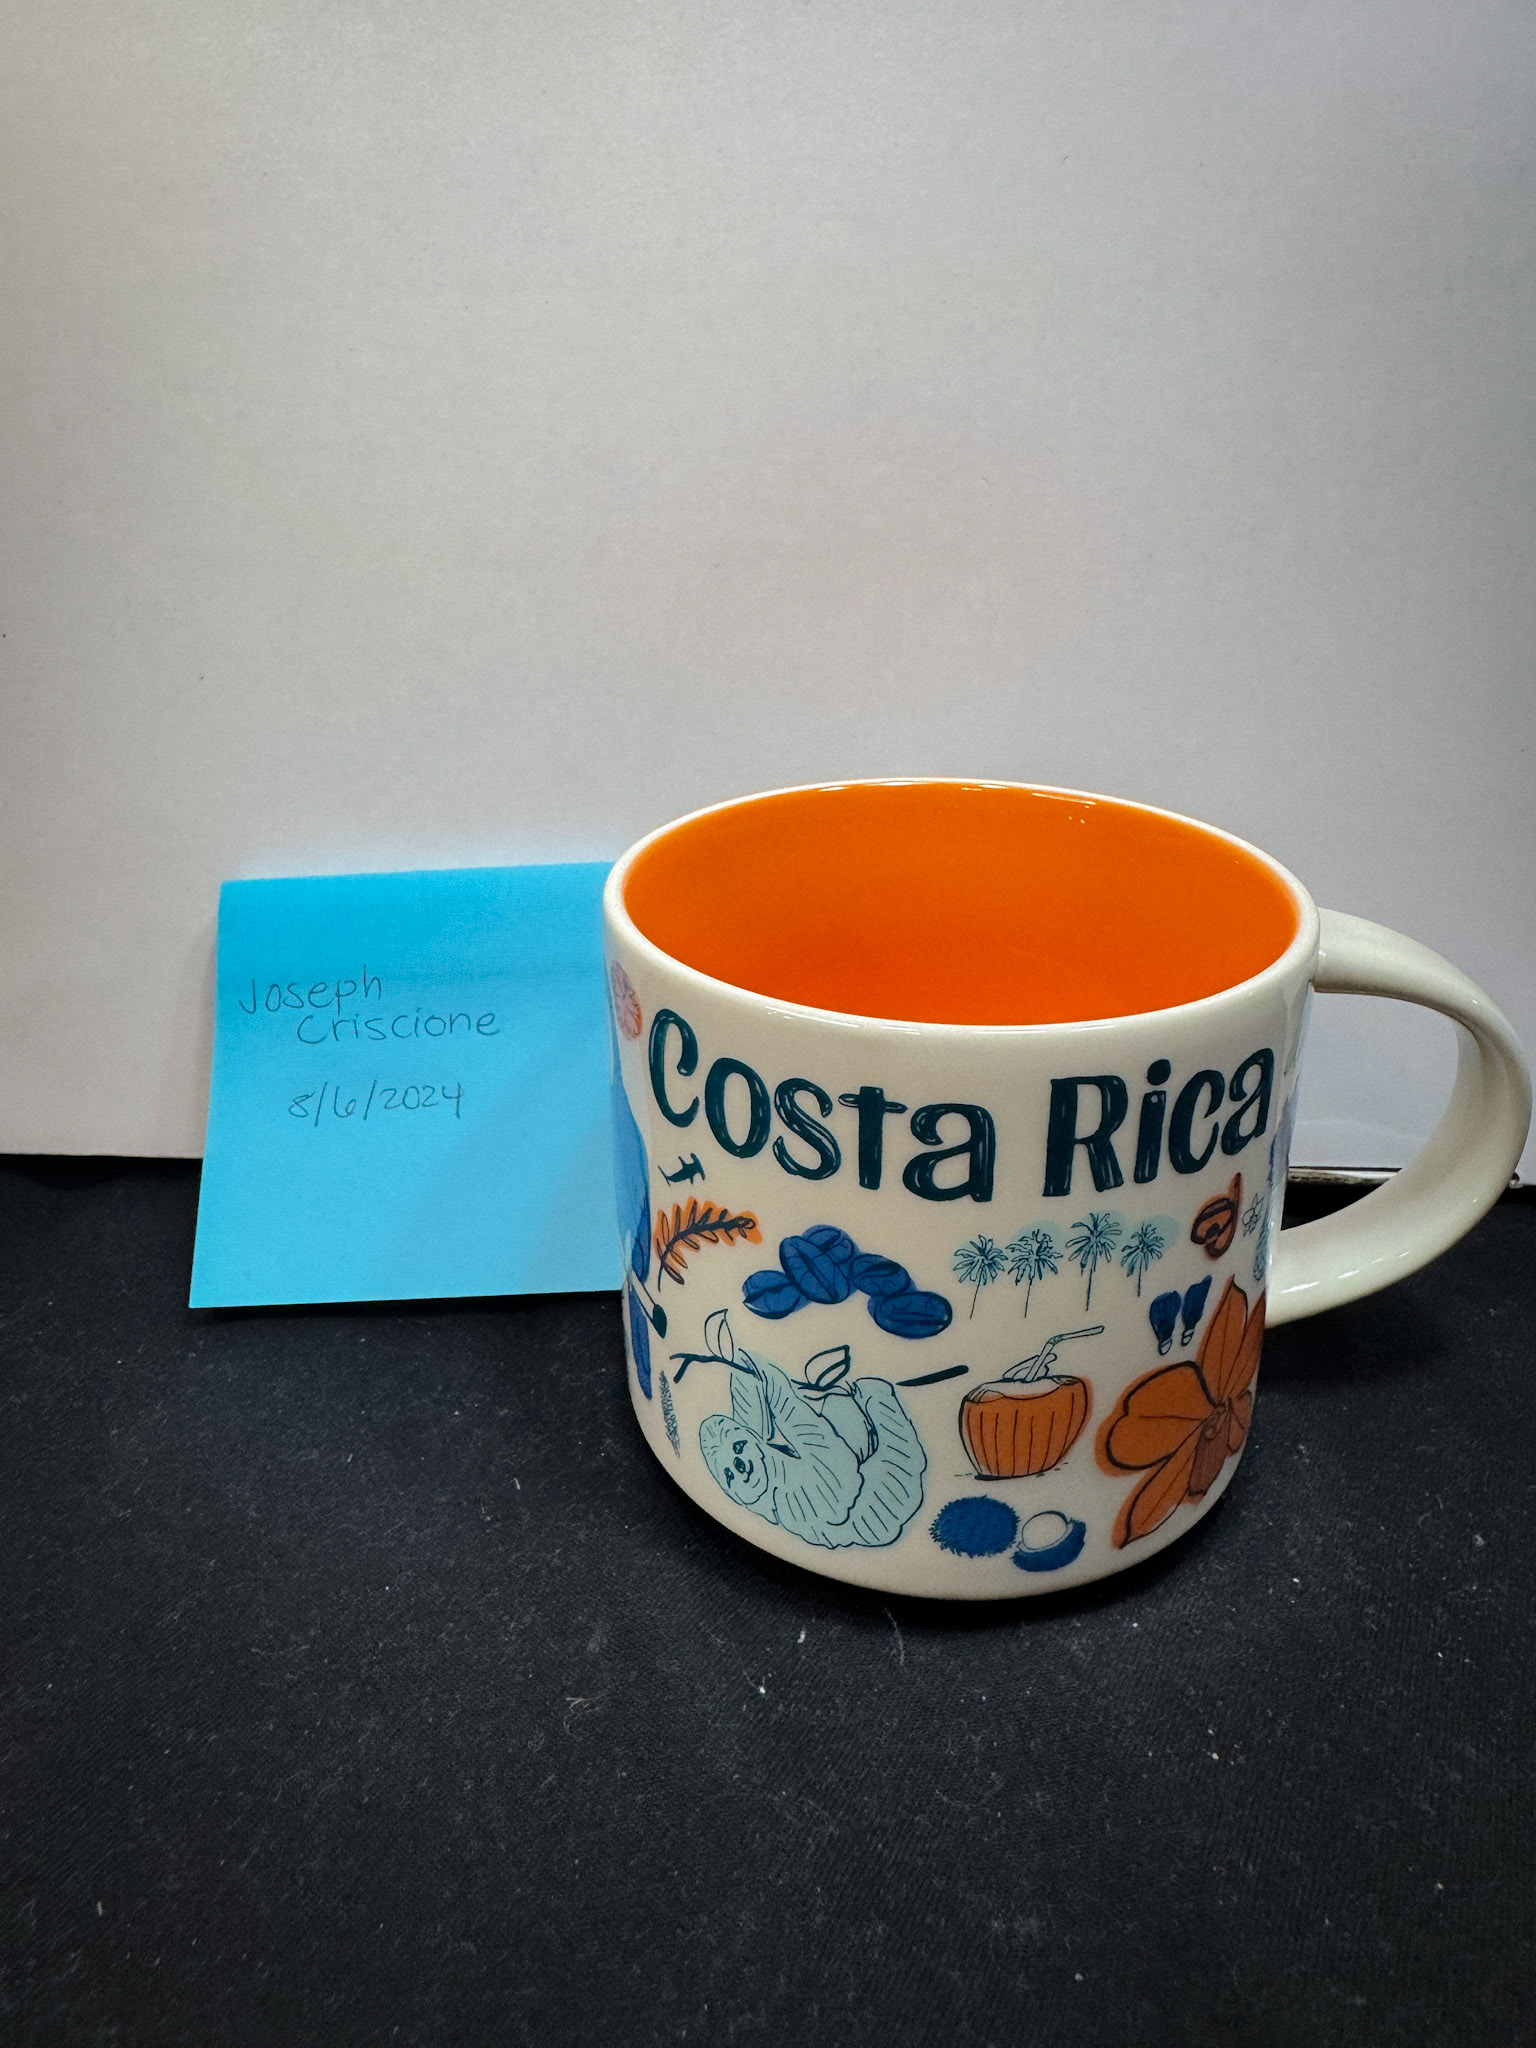 Joseph
Criscione
8/6/2024
Costa Rica